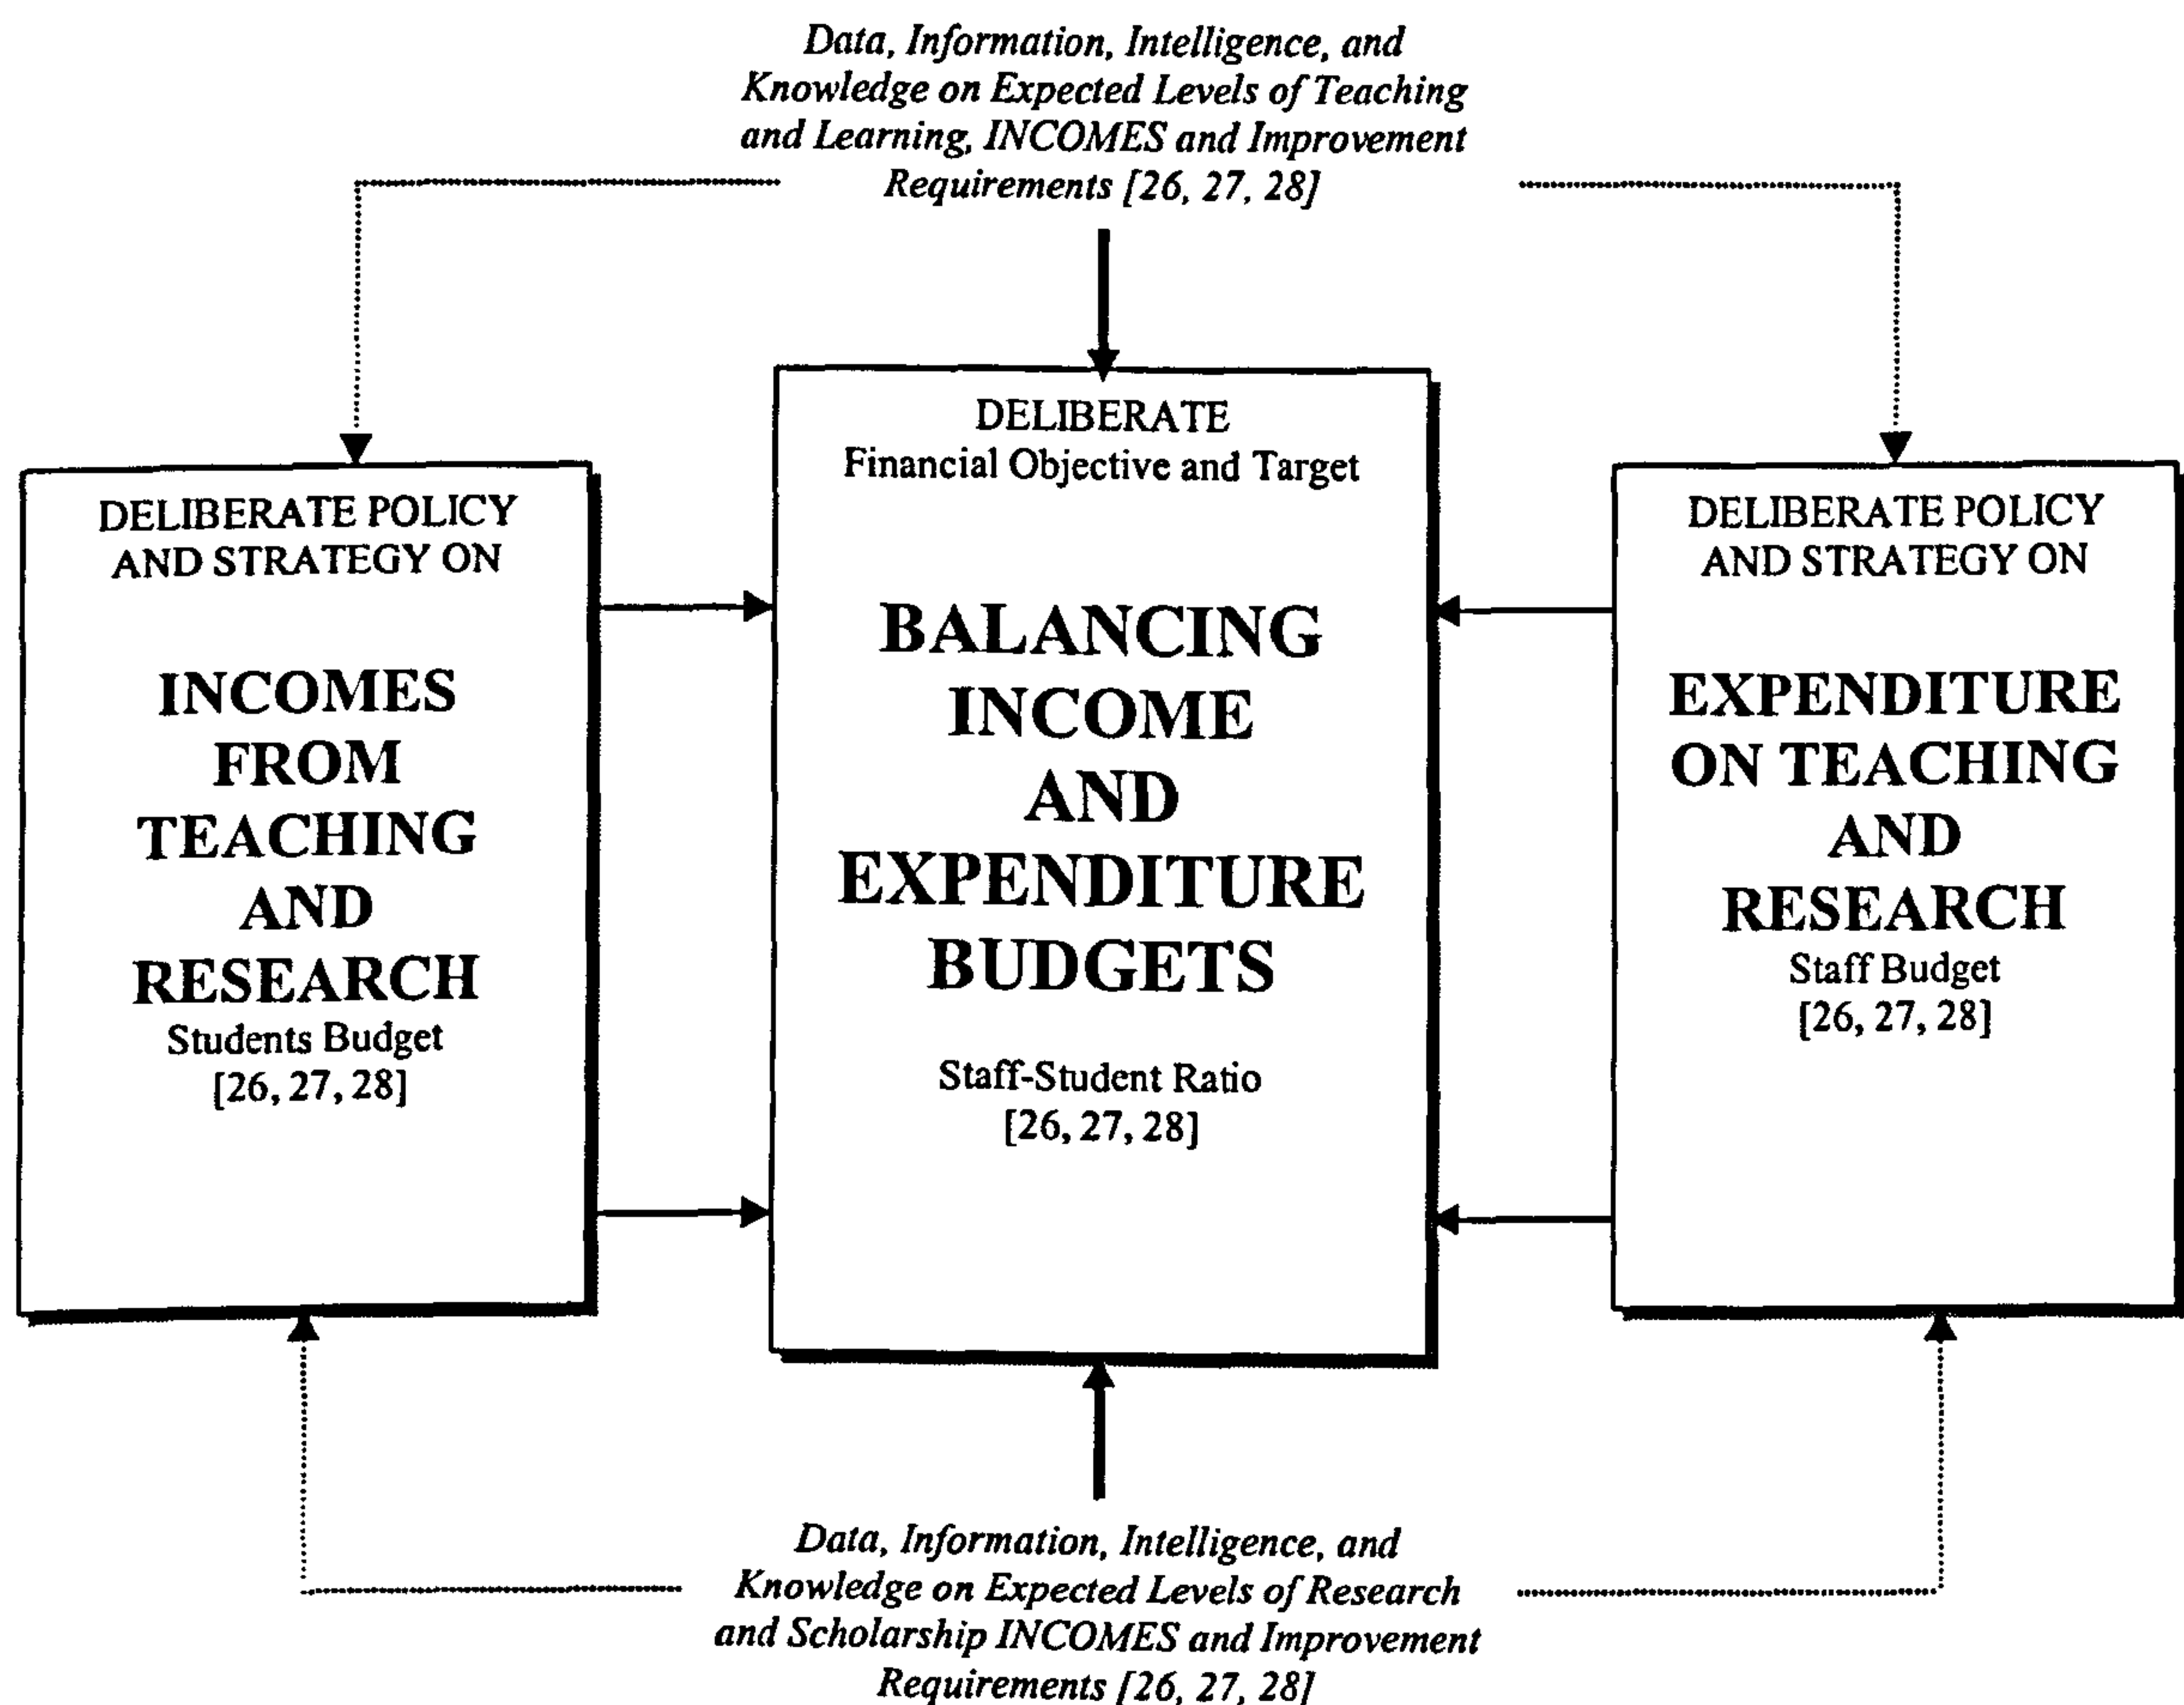 Data, Information, Intelligence, and
Knowledge on Expected Levels of Teaching
and Learning, INCOMES and Improvement
Requirements [26, 27, 28]
DELIBERATE POLICY
AND STRATEGY ON
INCOMES
FROM
TEACHING
AND
RESEARCH
Students Budget
[26, 27, 28]
DELIBERATE
Financial Objective and Target
BALANCING
INCOME
AND
EXPENDITURE
BUDGETS
Staff-Student Ratio
[26, 27, 28]
DELIBERATE POLICY
AND STRATEGY ON
EXPENDITURE
ON TEACHING
AND
RESEARCH
Staff Budget
[26, 27, 28]
Data, Information, Intelligence, and
Knowledge on Expected Levels of Research
and Scholarship INCOMES and Improvement
Requirements [26, 27, 28]